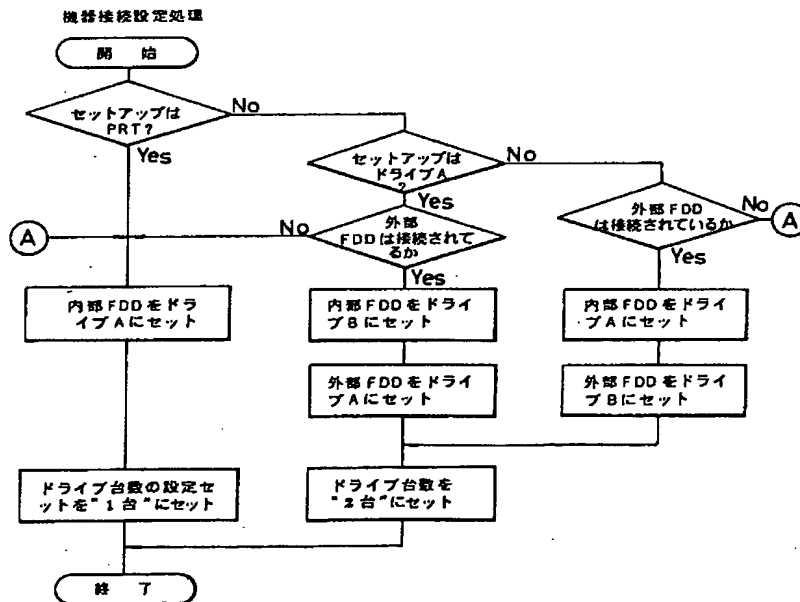 機器接続設定処理
開 始
セットアップは
PRT?
No
Yes
セットアップは
ドライブA
?
No
Yes
外部
FDDは接続されて
るか
No
Yes
A
外部FDD
は接続されているか
No
Yes
A
内部FDDをドラ
イブAにセット
内部FDDをドライ
ブBにセット
内部FDDをドライ
ブAにセット
外部FDDをドライ
ブAにセット
外部FDDをドライ
ブBにセット
ドライブ台数の設定セ
ットを"1台"にセット
ドライブ台数を
"2台"にセット
終 了